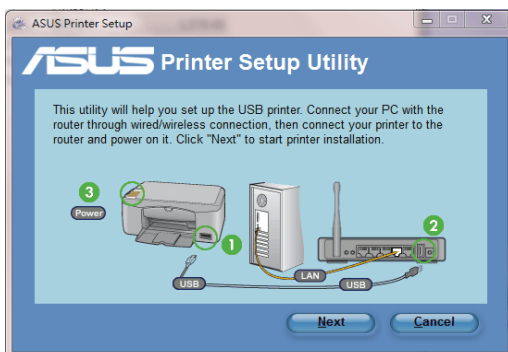 ASUS Printer Setup
ASUS Printer Setup Utility
This utility will help you set up the USB printer. Connect your PC with the
router through wired/wireless connection, then connect your printer to the
router and power on it. Click "Next" to start printer installation.
3
Power
1
2
USB
LAN
USB
Next
Cancel